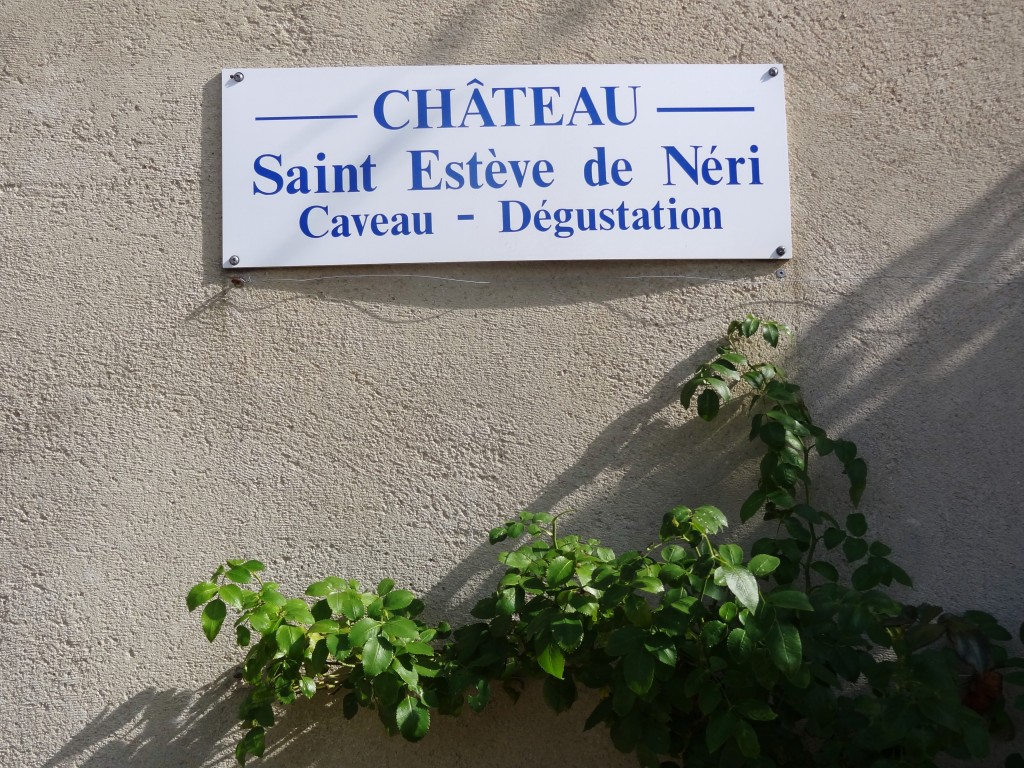 CHÂTEAU
Saint Estève de Néri
Caveau - Dégustation